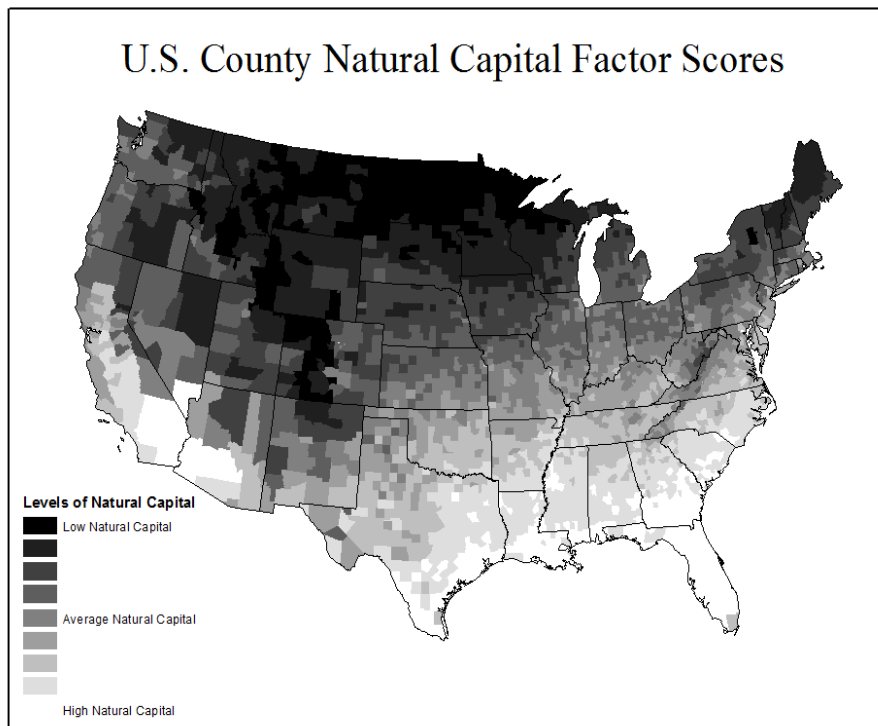 U.S. County Natural Capital Factor Scores
Levels of Natural Capital
Low Natural Capital
Average Natural Capital
High Natural Capital